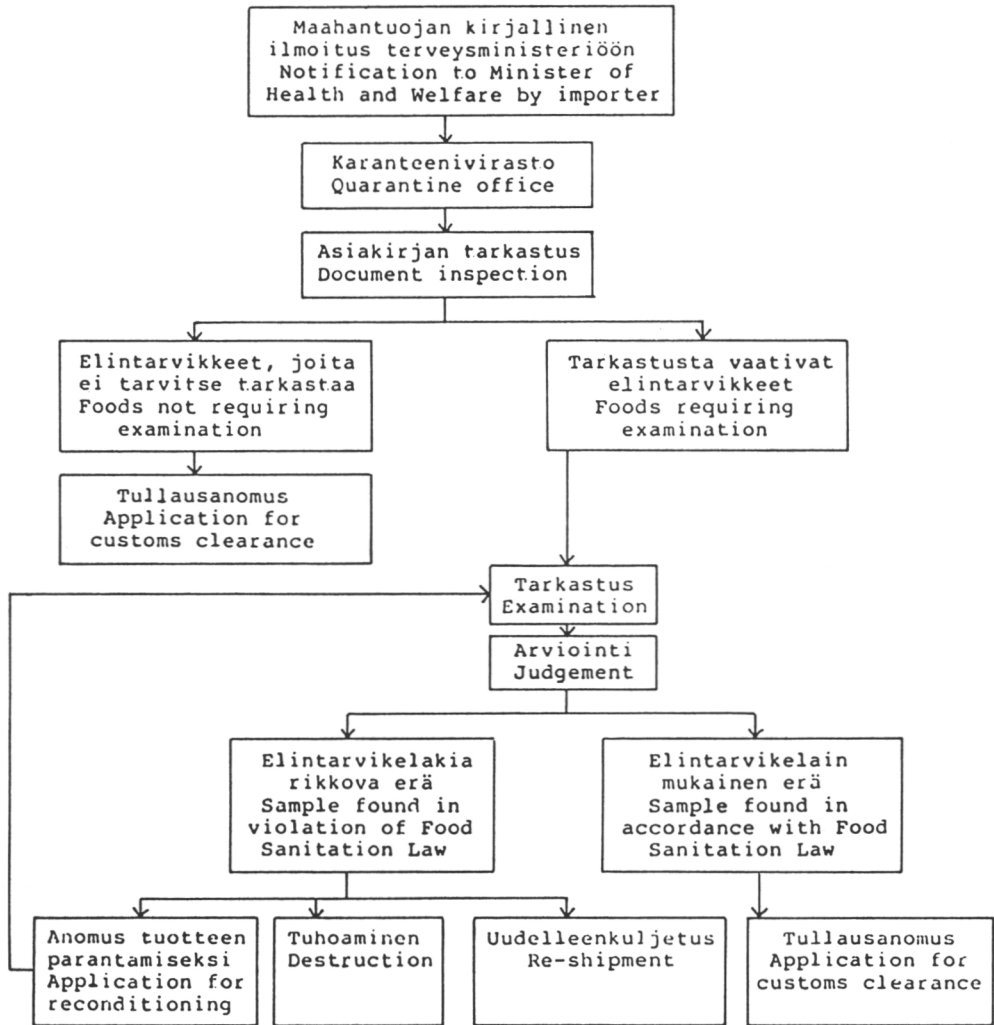 Maahantuojan kirjallinen
ilmoitus terveysministeriöön
Notification to Minister of
Health and Welfare by importer
Karanteenivirasto
Quarantine office
Asiakirjan tarkastus
Document inspection
Elintarvikkeet, joita
ei tarvitse tarkastaa
Foods not requiring
examination
Tarkastusta vaativat
elintarvikkeet
Foods requiring
examination
Tullausanomus
Application for
customs clearance
Tarkastus
Examination
Arviointi
Judgement
Elintarvikelakia
rikkova erä
Sample found in
violation of Food
Sanitation Law
Elintarvikelain
mukainen erä
Sample found in
accordance with Food
Sanitation Law
Anomus tuotteen
parantamiseksi
Application for
reconditioning
Tuhoaminen
Destruction
Uudelleenkuljetus
Re-shipment
Tullausanomus
Application for
customs clearance